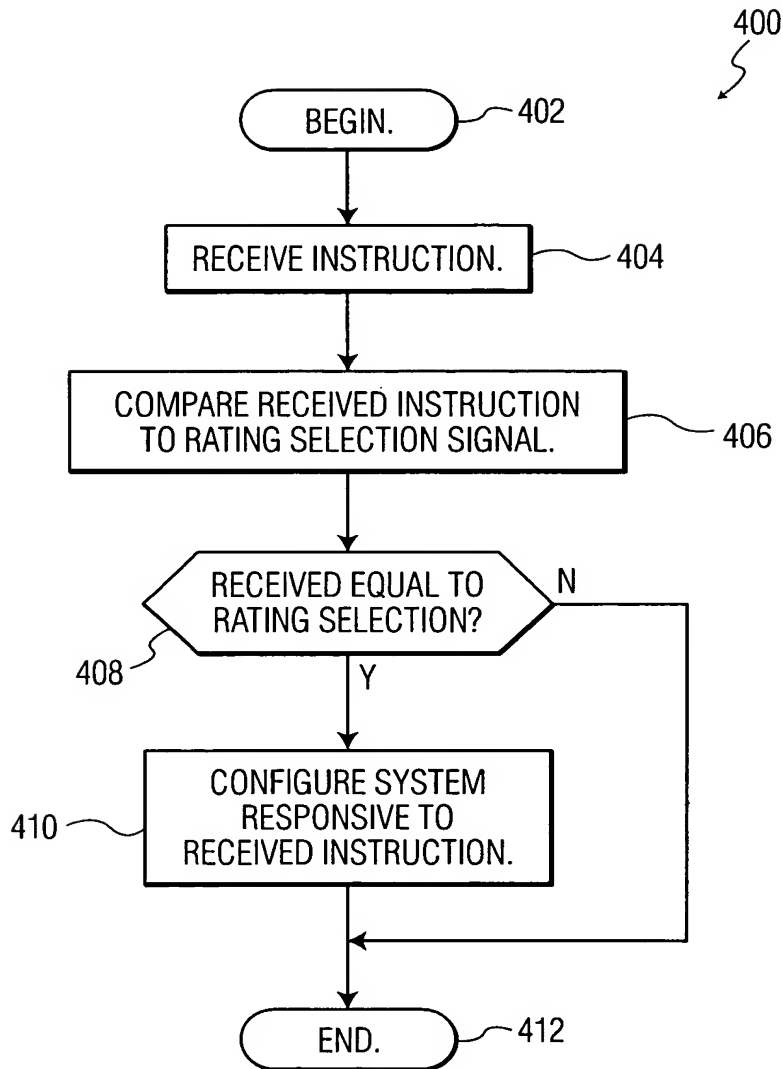 400
BEGIN.
402
RECEIVE INSTRUCTION.
404
COMPARE RECEIVED INSTRUCTION
TO RATING SELECTION SIGNAL.
406
RECEIVED EQUAL TO
RATING SELECTION?
N
408
Y
CONFIGURE SYSTEM
RESPONSIVE TO
RECEIVED INSTRUCTION.
410
END.
412